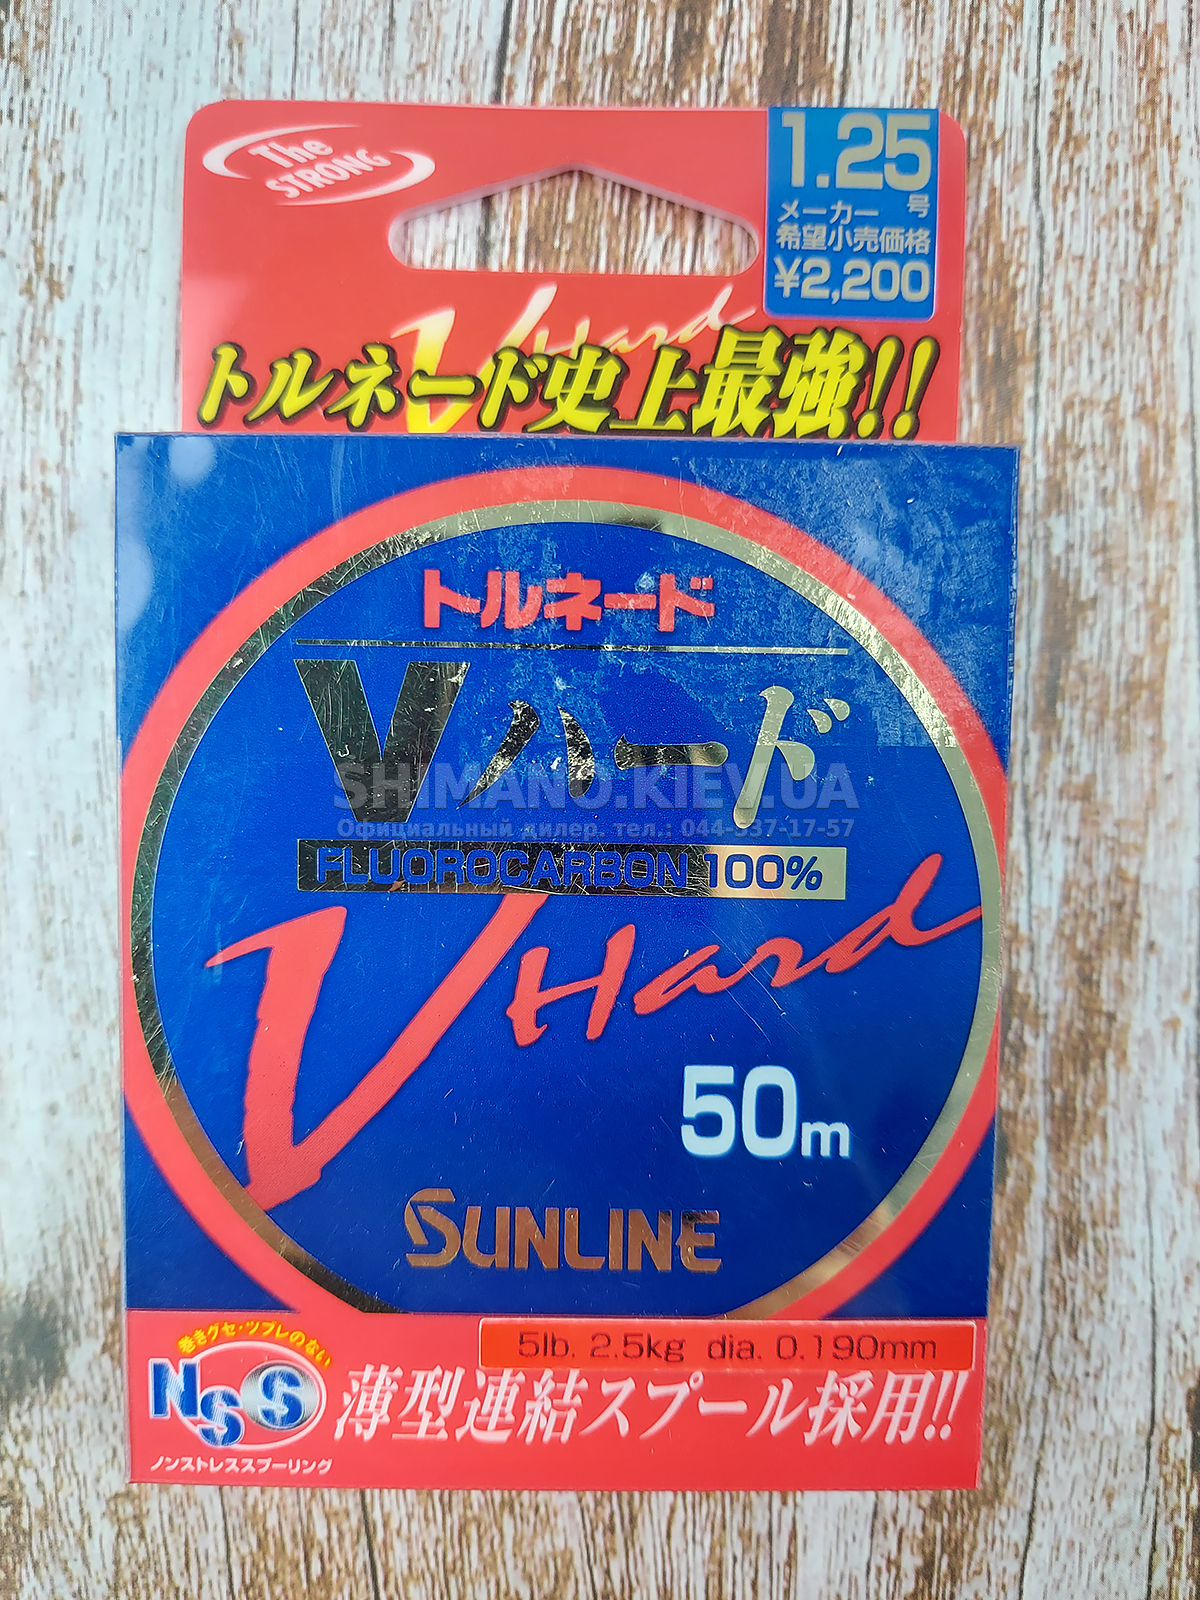 The
STRONG
1.25
号
メーカー
希望小売価格
¥2,200
V Hard
トルネード史上最強!!
トルネード
Vハード
SHIMANO.KIEV.UA
Официальный дилер. тел.: 044-537-17-57
FLUOROCARBON 100%
V Hard
50m
SUNLINE
5lb. 2.5kg dia. 0.190mm
巻きグセ・ツブレのない
NSS
薄型連結スプール採用!!
ノンストレススプーリング